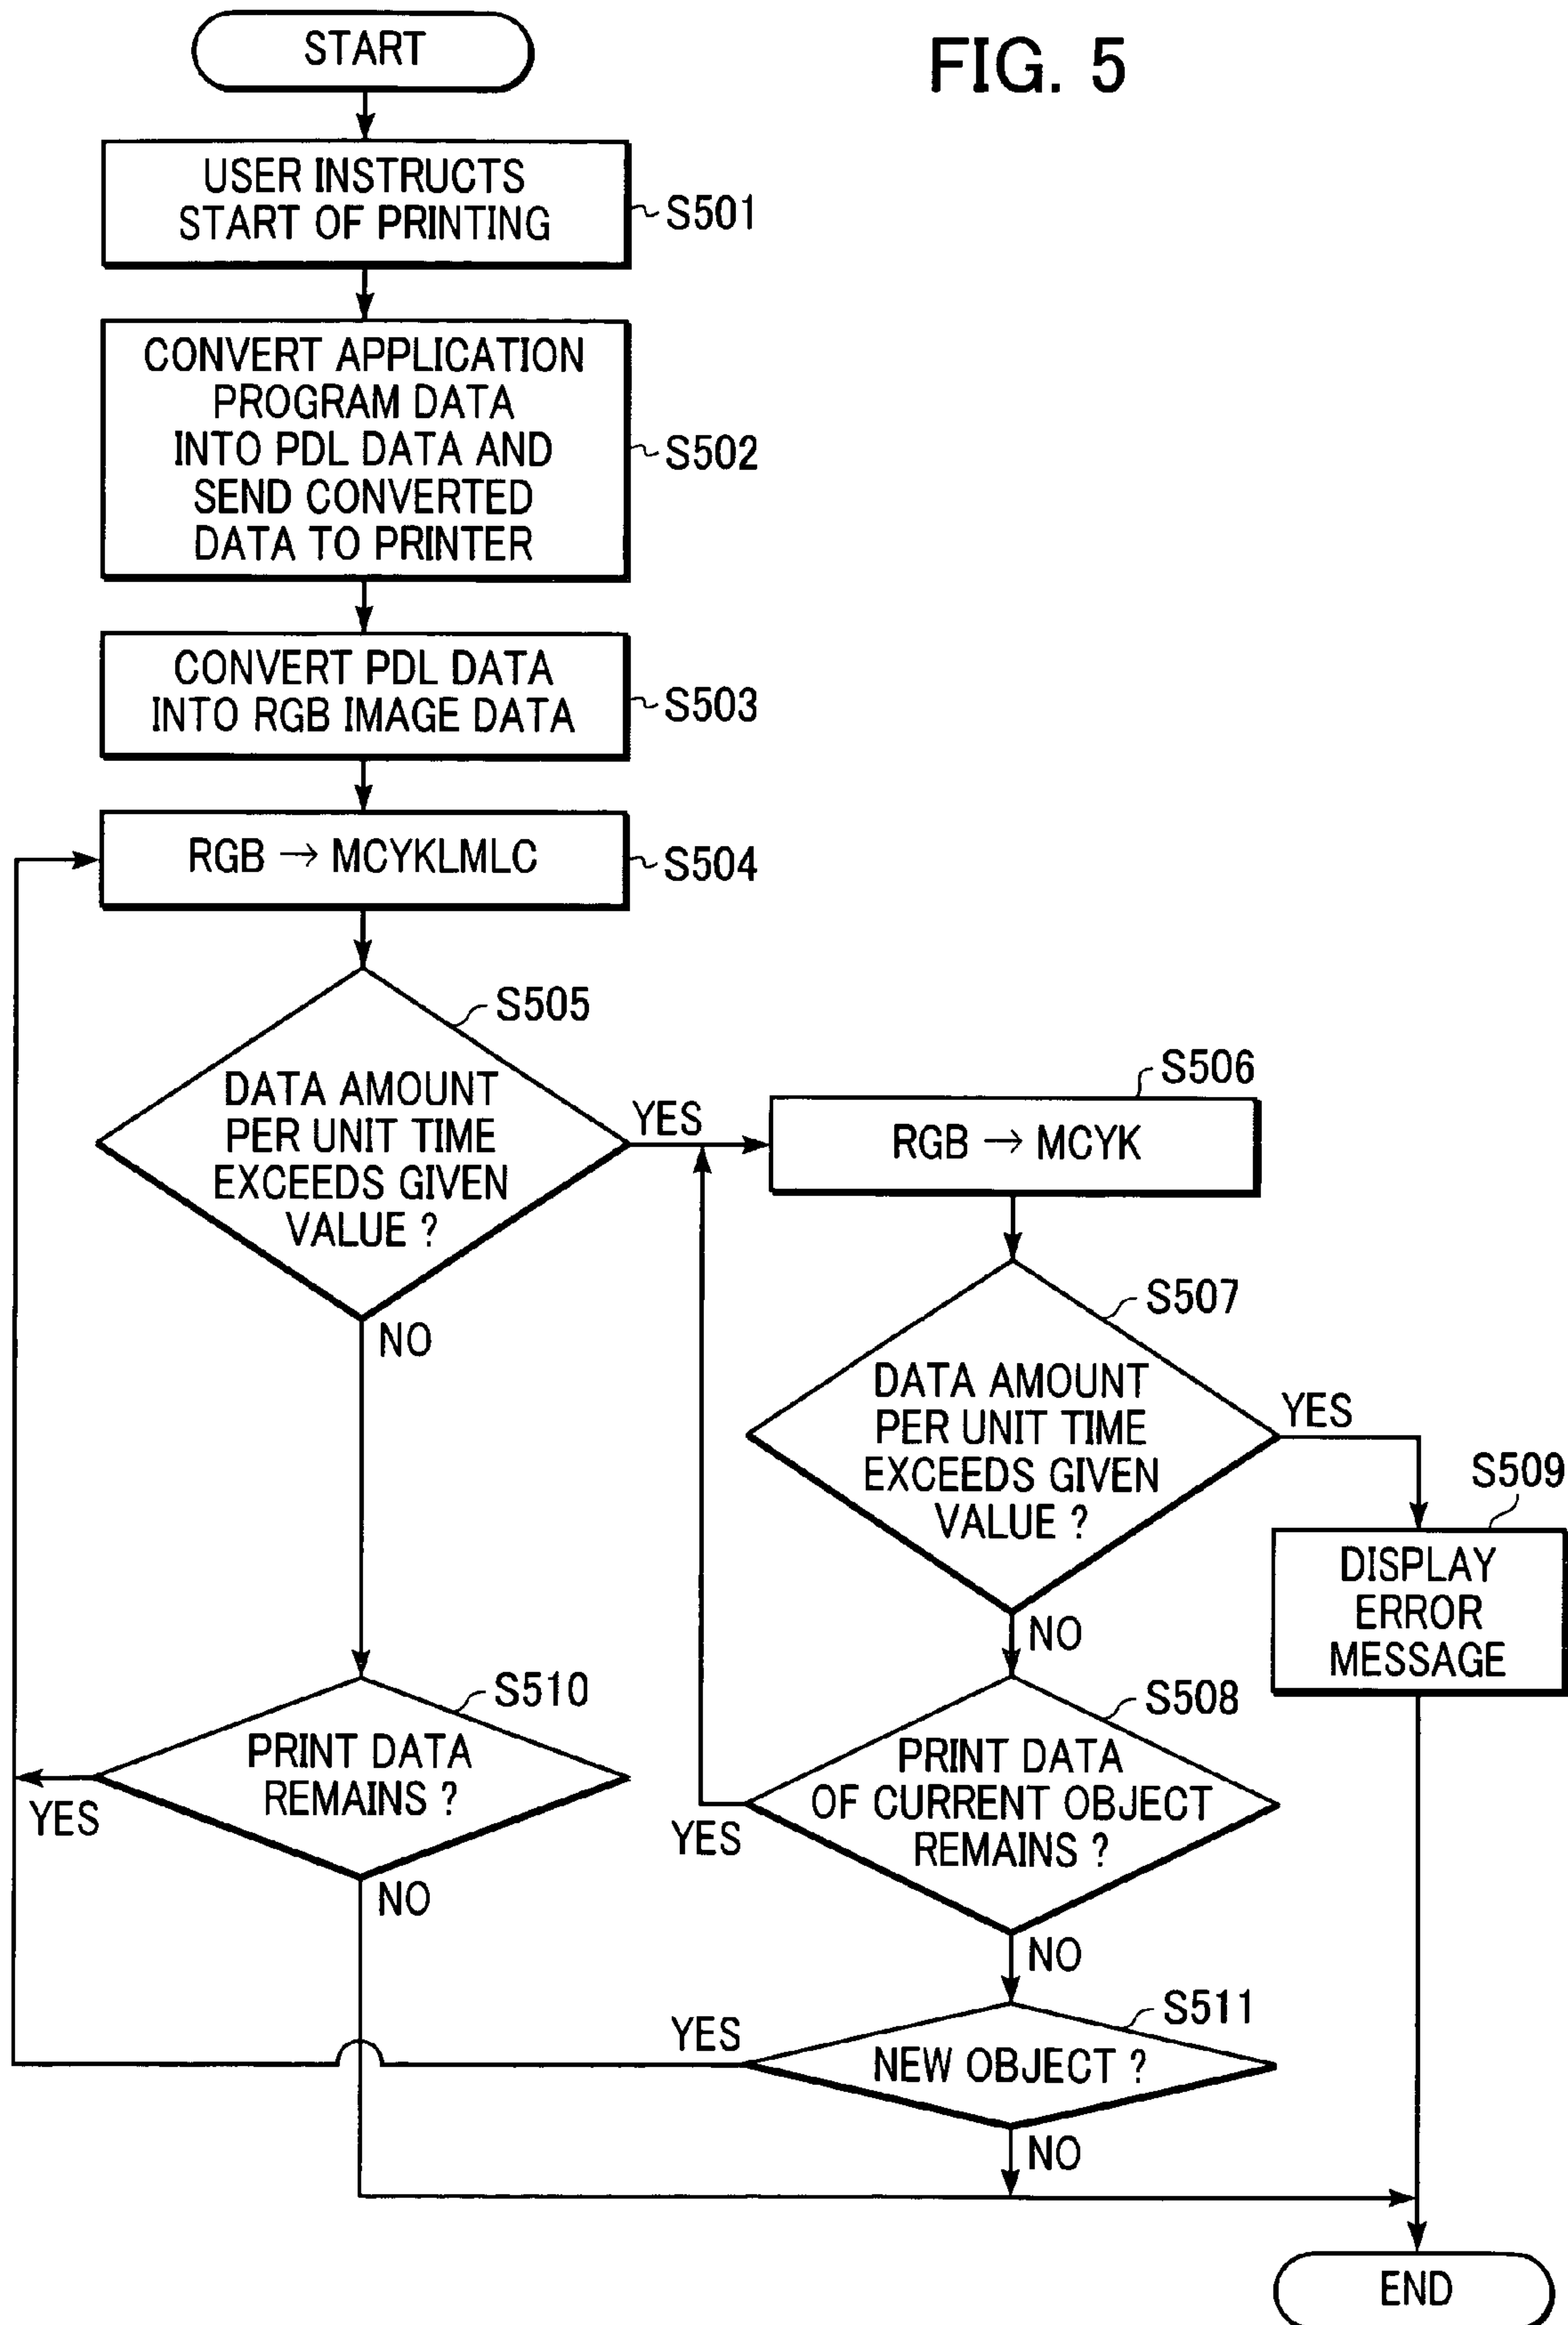 START
FIG. 5
USER INSTRUCTS
START OF PRINTING
S501
CONVERT APPLICATION
PROGRAM DATA
INTO PDL DATA AND
SEND CONVERTED
DATA TO PRINTER
S502
CONVERT PDL DATA
INTO RGB IMAGE DATA
S503
RGB → MCYKLMLC
S504
S505
DATA AMOUNT
PER UNIT TIME
EXCEEDS GIVEN
VALUE ?
YES
NO
S506
RGB → MCYK
S507
DATA AMOUNT
PER UNIT TIME
EXCEEDS GIVEN
VALUE ?
YES
NO
S509
DISPLAY
ERROR
MESSAGE
S510
PRINT DATA
REMAINS ?
YES
NO
S508
PRINT DATA
OF CURRENT OBJECT
REMAINS ?
YES
NO
S511
NEW OBJECT ?
YES
NO
END